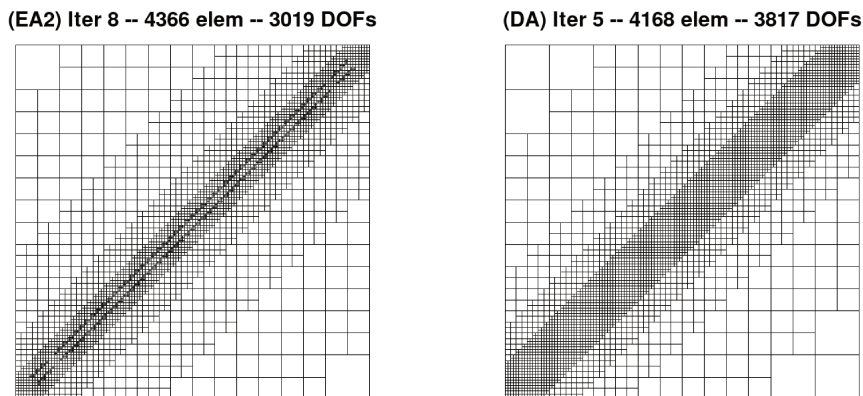 (EA2) Iter 8 -- 4366 elem -- 3019 DOFs
(DA) Iter 5 -- 4168 elem -- 3817 DOFs